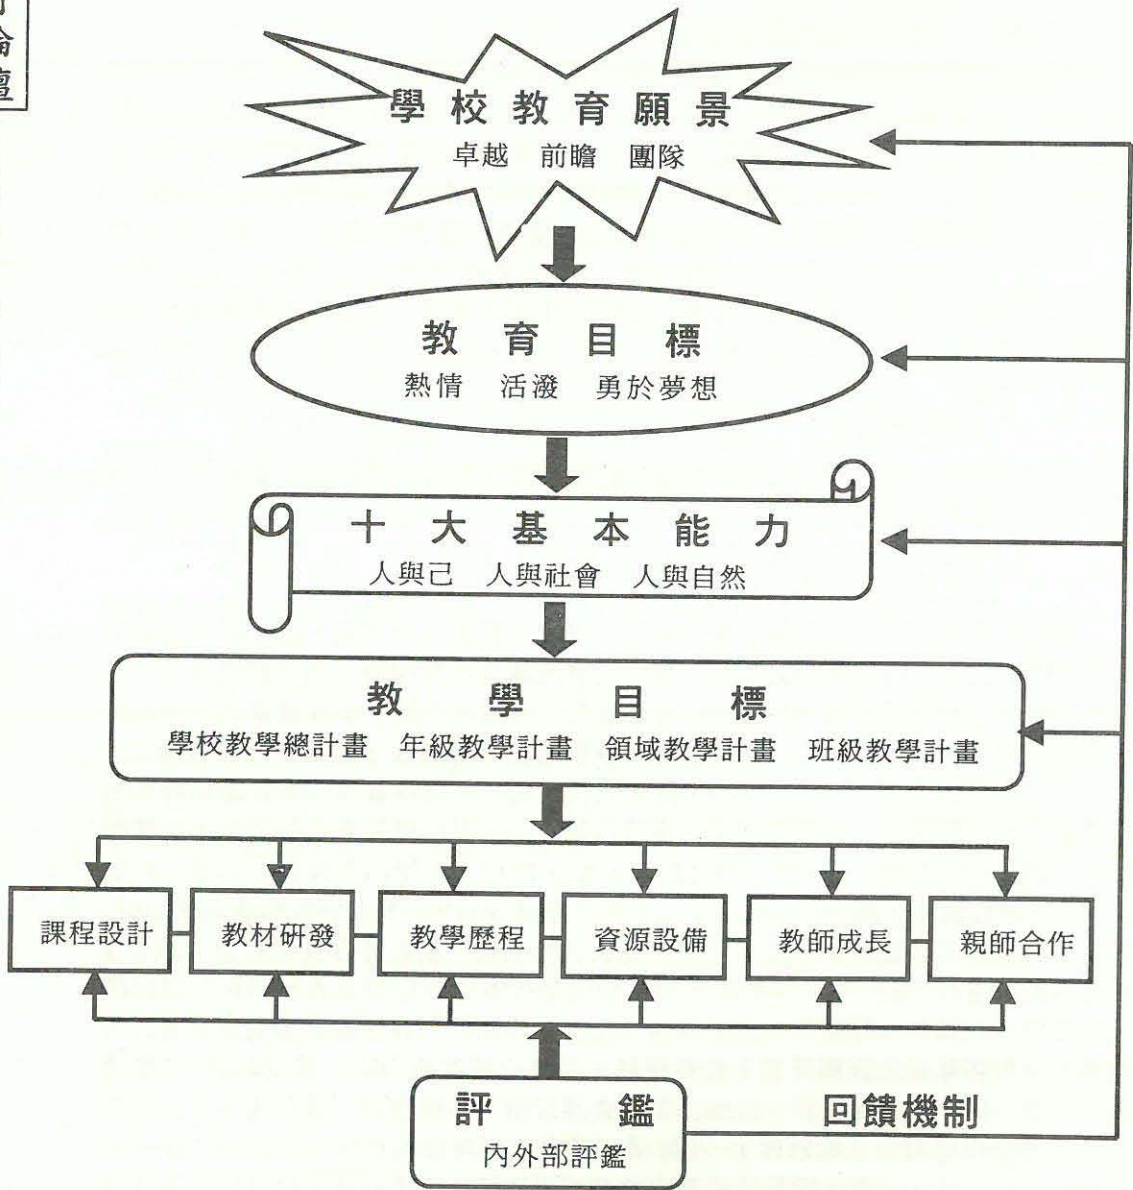 學校教育願景
卓越 前瞻 團隊
教育目標
熱情 活潑 勇於夢想
十大基本能力
人與己 人與社會 人與自然
教學目標
學校教學總計畫 年級教學計畫 領域教學計畫 班級教學計畫
課程設計 教材研發 教學歷程 資源設備 教師成長 親師合作
評鑑 回饋機制
內外部評鑑